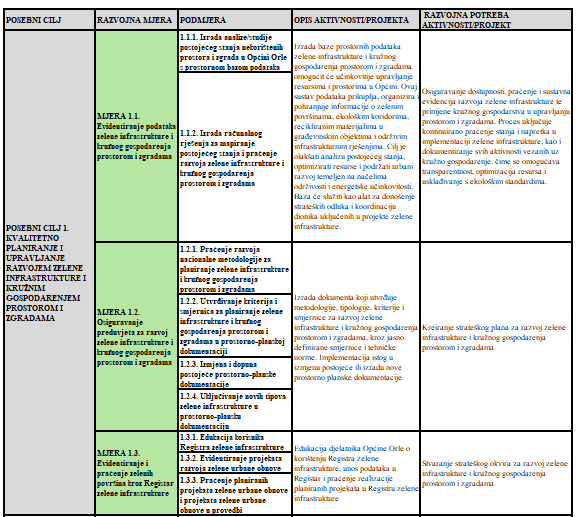 POSEBNI CILJ
RAZVOJNA MJERA
PODMJERA
OPIS AKTIVNOSTI/PROJEKTA
RAZVOJNA POTREBA
AKTIVNOSTI/PROJEKT
POSEBNI CILJ 1.
KVALITETNO
PLANIRANJE I
UPRAVLJANJE
RAZVOJEM ZELENE
INFRASTRUKTURE I
KRUŽNIM
GOSPODARENJEM
PROSTOROM I
ZGRADAMA
MJERA 1.1.
Evidentiranje podataka
zelene infrastrukture i
kružnog gospodarenja
prostorom i zgradama
1.1.1. Izrada analize/studije
postojećeg stanja nekorištenih
prostora i zgrada u Općini Orle
s prostornom bazom podataka
1.1.2. Izrada računalnog
rješenja za mapiranje
postojećeg stanja i praćenje
razvoja zelene infrastrukture i
kružnog gospodarenja
prostorom i zgradama
Izrada baze prostornih podataka
zelene infrastrukture i kružnog
gospodarenja prostorom i zgradama
omogućit će učinkovitije upravljanje
resursima i prostorima u Općini. Ovaj
sustav podataka prikuplja, organizira i
pohranjuje informacije o zelenim
površinama, ekološkim koridorima,
recikliranim materijalima u
građevinskim objektima i održivim
infrastrukturnim rješenjima. Cilj je
olakšati analizu postojećeg stanja,
optimizirati resurse i podržati urbani
razvoj temeljen na načelima
održivosti i energetske učinkovitosti.
Baza će služiti kao alat za donošenje
strateških odluka i koordinaciju
dionika uključenih u projekte zelene
infrastrukture.
Osiguravanje dostupnosti, praćenje i sustavna
evidencija razvoja zelene infrastrukture te
primjene kružnog gospodarstva u upravljanju
prostorom i zgradama. Proces uključuje
kontinuirano praćenje stanja i napretka u
implementaciji zelene infrastrukture, kao i
dokumentiranje svih aktivnosti vezanih uz
kružno gospodarenje, čime se omogućava
transparentnost, optimizacija resursa i
usklađivanje s ekološkim standardima.
MJERA 1.2.
Osiguravanje
preduvjeta za razvoj
zelene infrastrukture i
kružnog gospodarenja
prostorom i zgradama
1.2.1. Praćenje razvoja
nacionalne metodologije za
planiranje zelene infrastrukture
i kružnog gospodarenja
prostorom i zgradama
1.2.2. Utvrđivanje kriterija i
smjernica za planiranje zelene
infrastrukture i kružnog
gospodarenja prostorom i
zgradama u prostorno-planskoj
dokumentaciji
1.2.3. Izmjena i dopuna
postojeće prostorno-planske
dokumentacije
1.2.4. Uključivanje novih tipova
zelene infrastrukture u
prostorno-plansku
dokumentaciju
Izrada dokumenta koji utvrđuje
metodologije, tipologije, kriterije i
smjernice za razvoj zelene
infrastrukture i kružnog gospodarenja
prostorom i zgradama, kroz jasno
definirane smjernice i tehničke
norme. Implementacija istog u
izmjenu postojeće ili izradu nove
prostorno planske dokumentacije
Kreiranje strateškog plana za razvoj zelene
infrastrukture i kružnog gospodarenja
prostorom i zgradama
MJERA 1.3.
Evidentiranje i
praćenje zelenih
površina kroz Registar
zelene infrastrukture
1.3.1. Edukacija korisnika
Registra zelene infrastrukture
1.3.2. Evidentiranje projekata
razvoja zelene urbane obnove
1.3.3. Praćenje planiranih
projekata zelene urbane obnove
i projekata zelene urbane
obnove u provedbi
Edukacija djelatnika Općine Orle o
korištenju Registra zelene
infrastrukture, unos podataka u
Registar i praćenje realizacije
planiranih projekata u Registru zelene
infrastrukture
Stvaranje strateškog okvira za razvoj zelene
infrastrukture i kružnog gospodarenja
prostorom i zgradama